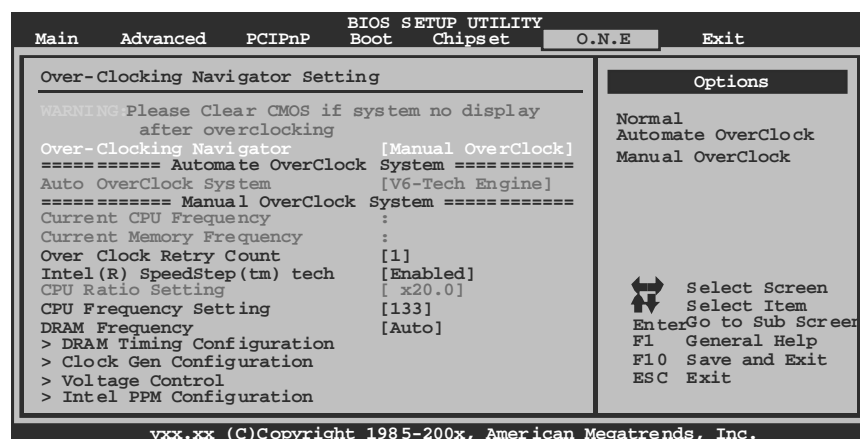 BIOS SETUP UTILITY
Main Advanced PCIPnP Boot Chipset O.N.E Exit
Over-Clocking Navigator Setting
WARNING:Please Clear CMOS if system no display
after overclocking
Over-Clocking Navigator [Manual OverClock]
=========== Automate OverClock System ===========
Auto OverClock System [V6-Tech Engine]
============ Manual OverClock System ============
Current CPU Frequency :
Current Memory Frequency :
Over Clock Retry Count [1]
Intel(R) SpeedStep(tm) tech [Enabled]
CPU Ratio Setting [ x20.0]
CPU Frequency Setting [133]
DRAM Frequency [Auto]
> DRAM Timing Configuration
> Clock Gen Configuration
> Voltage Control
> Intel PPM Configuration
Options
Normal
Automate OverClock
Manual OverClock
Select Screen
Select Item
Enter Go to Sub Screen
F1 General Help
F10 Save and Exit
ESC Exit
vxx.xx (C)Copyright 1985-200x, American Megatrends, Inc.